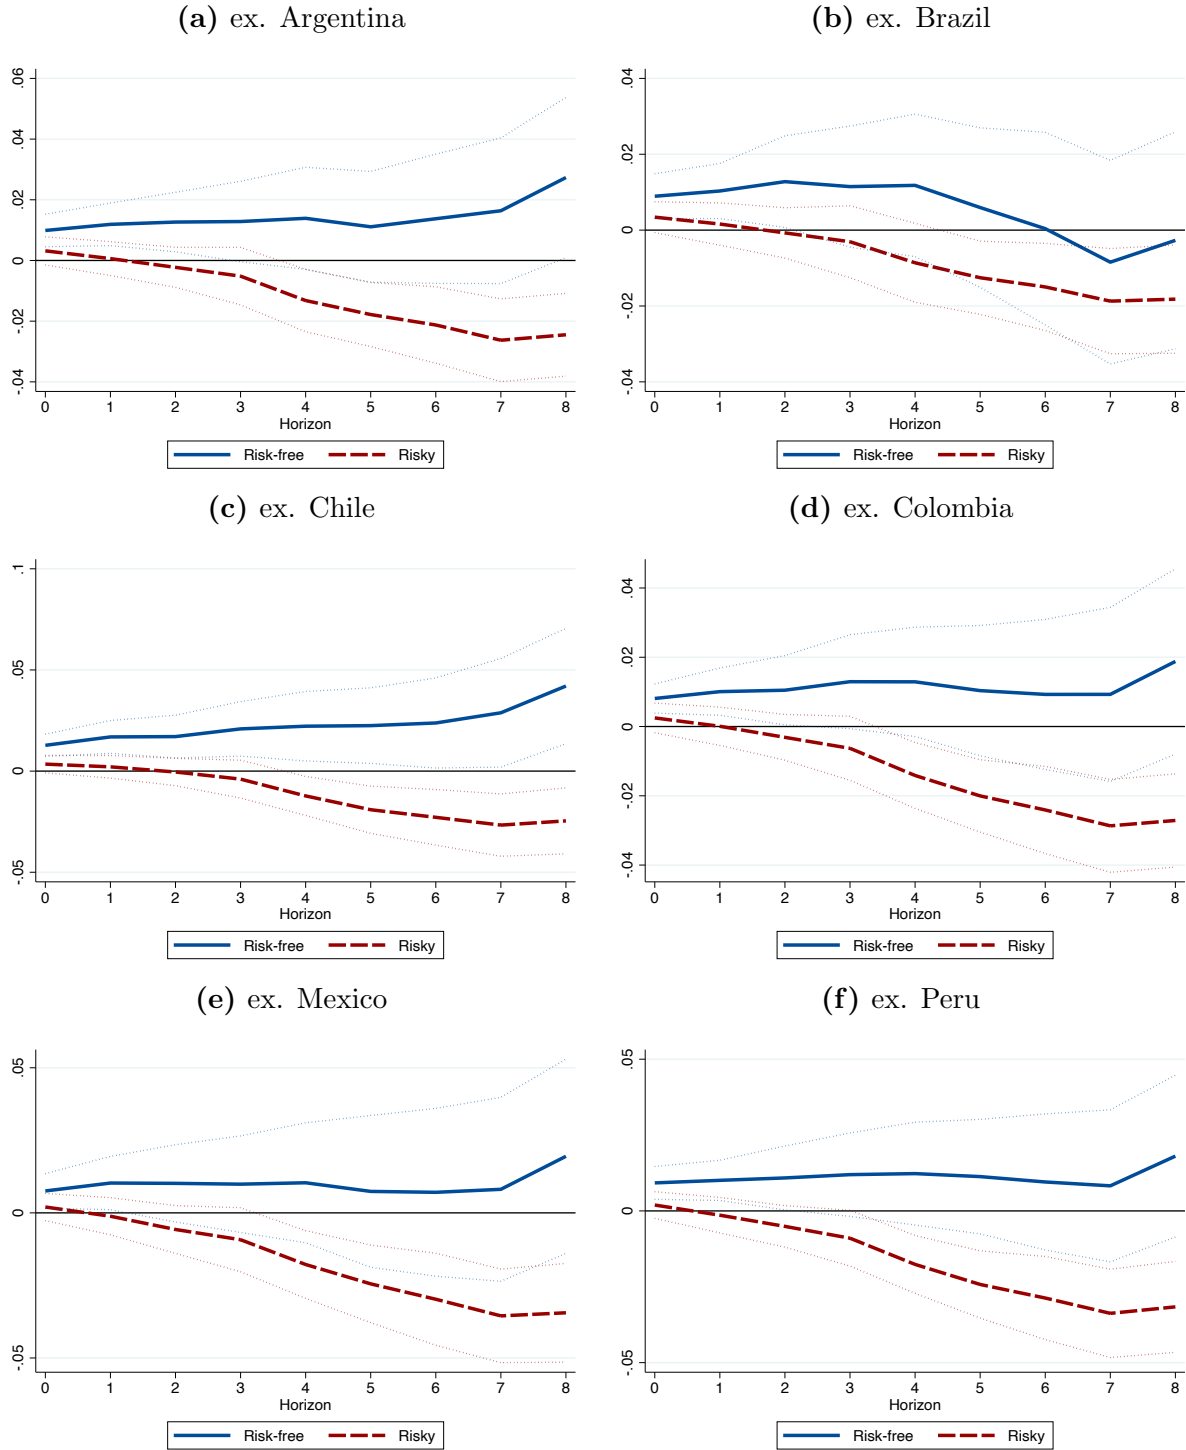 (a) ex. Argentina
.06
.04
.02
0
-.02
-.04
0 1 2 3 4 5 6 7 8
Horizon
Risk-free Risky
(b) ex. Brazil
.04
.02
0
-.02
-.04
0 1 2 3 4 5 6 7 8
Horizon
Risk-free Risky
(c) ex. Chile
.1
.05
0
-.05
0 1 2 3 4 5 6 7 8
Horizon
Risk-free Risky
(d) ex. Colombia
.04
.02
0
-.02
-.04
0 1 2 3 4 5 6 7 8
Horizon
Risk-free Risky
(e) ex. Mexico
.05
0
-.05
0 1 2 3 4 5 6 7 8
Horizon
Risk-free Risky
(f) ex. Peru
.05
0
-.05
0 1 2 3 4 5 6 7 8
Horizon
Risk-free Risky